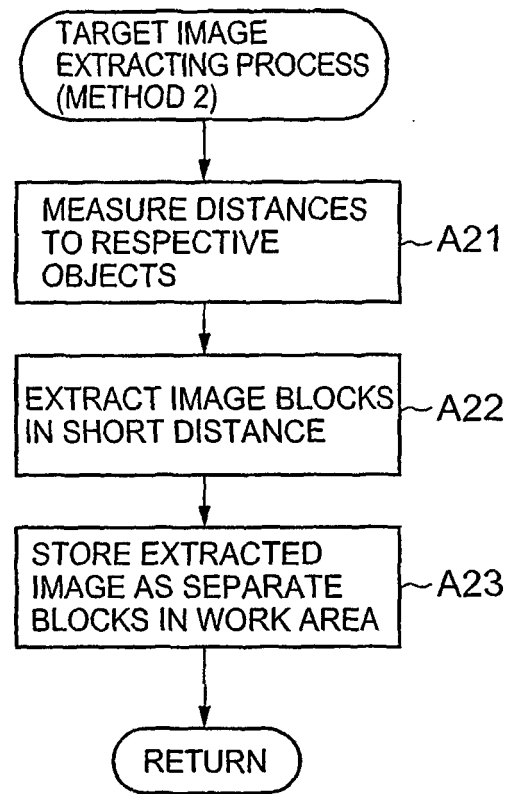 TARGET IMAGE
EXTRACTING PROCESS
(METHOD 2)
MEASURE DISTANCES
TO RESPECTIVE
OBJECTS
A21
EXTRACT IMAGE BLOCKS
IN SHORT DISTANCE
A22
STORE EXTRACTED
IMAGE AS SEPARATE
BLOCKS IN WORK AREA
A23
RETURN